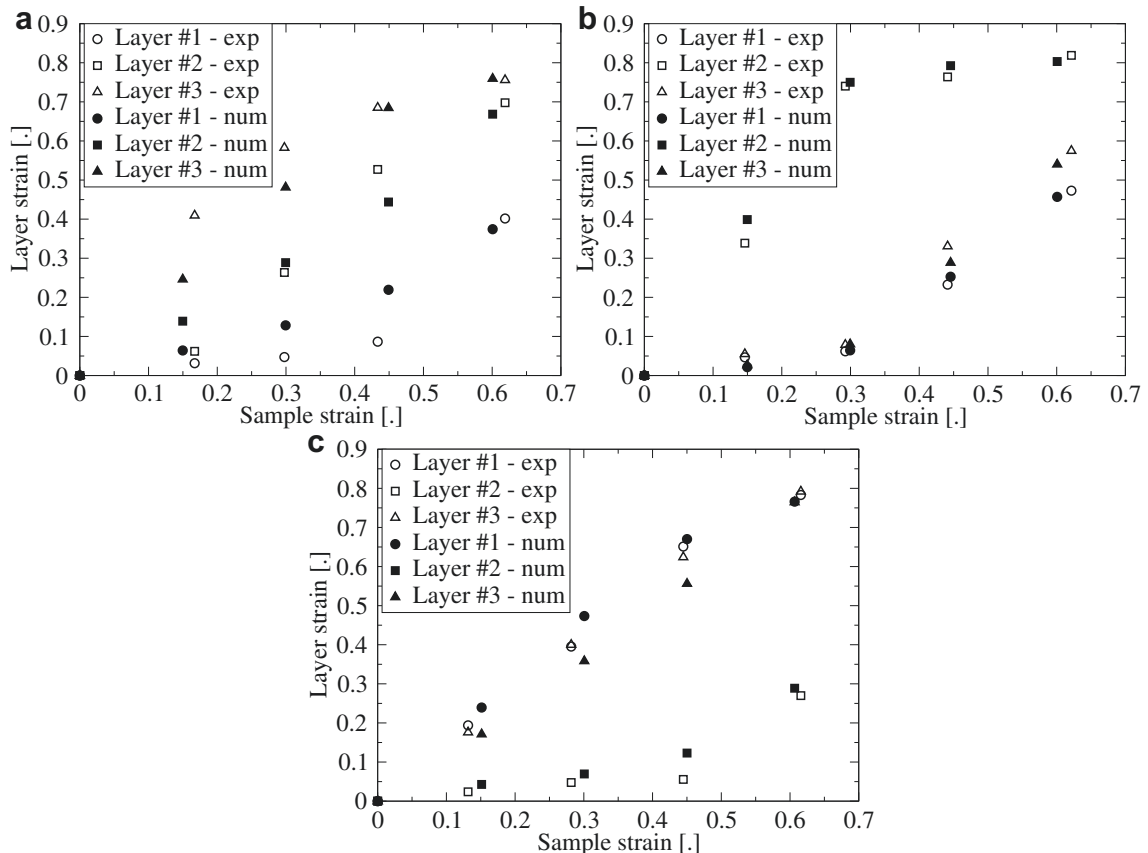 a
0.9
0.8
0.7
0.6
0.5
0.4
0.3
0.2
0.1
0
Layer strain [.]
Layer #1 - exp
Layer #2 - exp
Layer #3 - exp
Layer #1 - num
Layer #2 - num
Layer #3 - num
0 0.1 0.2 0.3 0.4 0.5 0.6 0.7
Sample strain [.]
b
0.9
0.8
0.7
0.6
0.5
0.4
0.3
0.2
0.1
0
Layer strain [.]
Layer #1 - exp
Layer #2 - exp
Layer #3 - exp
Layer #1 - num
Layer #2 - num
Layer #3 - num
0 0.1 0.2 0.3 0.4 0.5 0.6 0.7
Sample strain [.]
c
0.9
0.8
0.7
0.6
0.5
0.4
0.3
0.2
0.1
0
Layer strain [.]
Layer #1 - exp
Layer #2 - exp
Layer #3 - exp
Layer #1 - num
Layer #2 - num
Layer #3 - num
0 0.1 0.2 0.3 0.4 0.5 0.6 0.7
Sample strain [.]